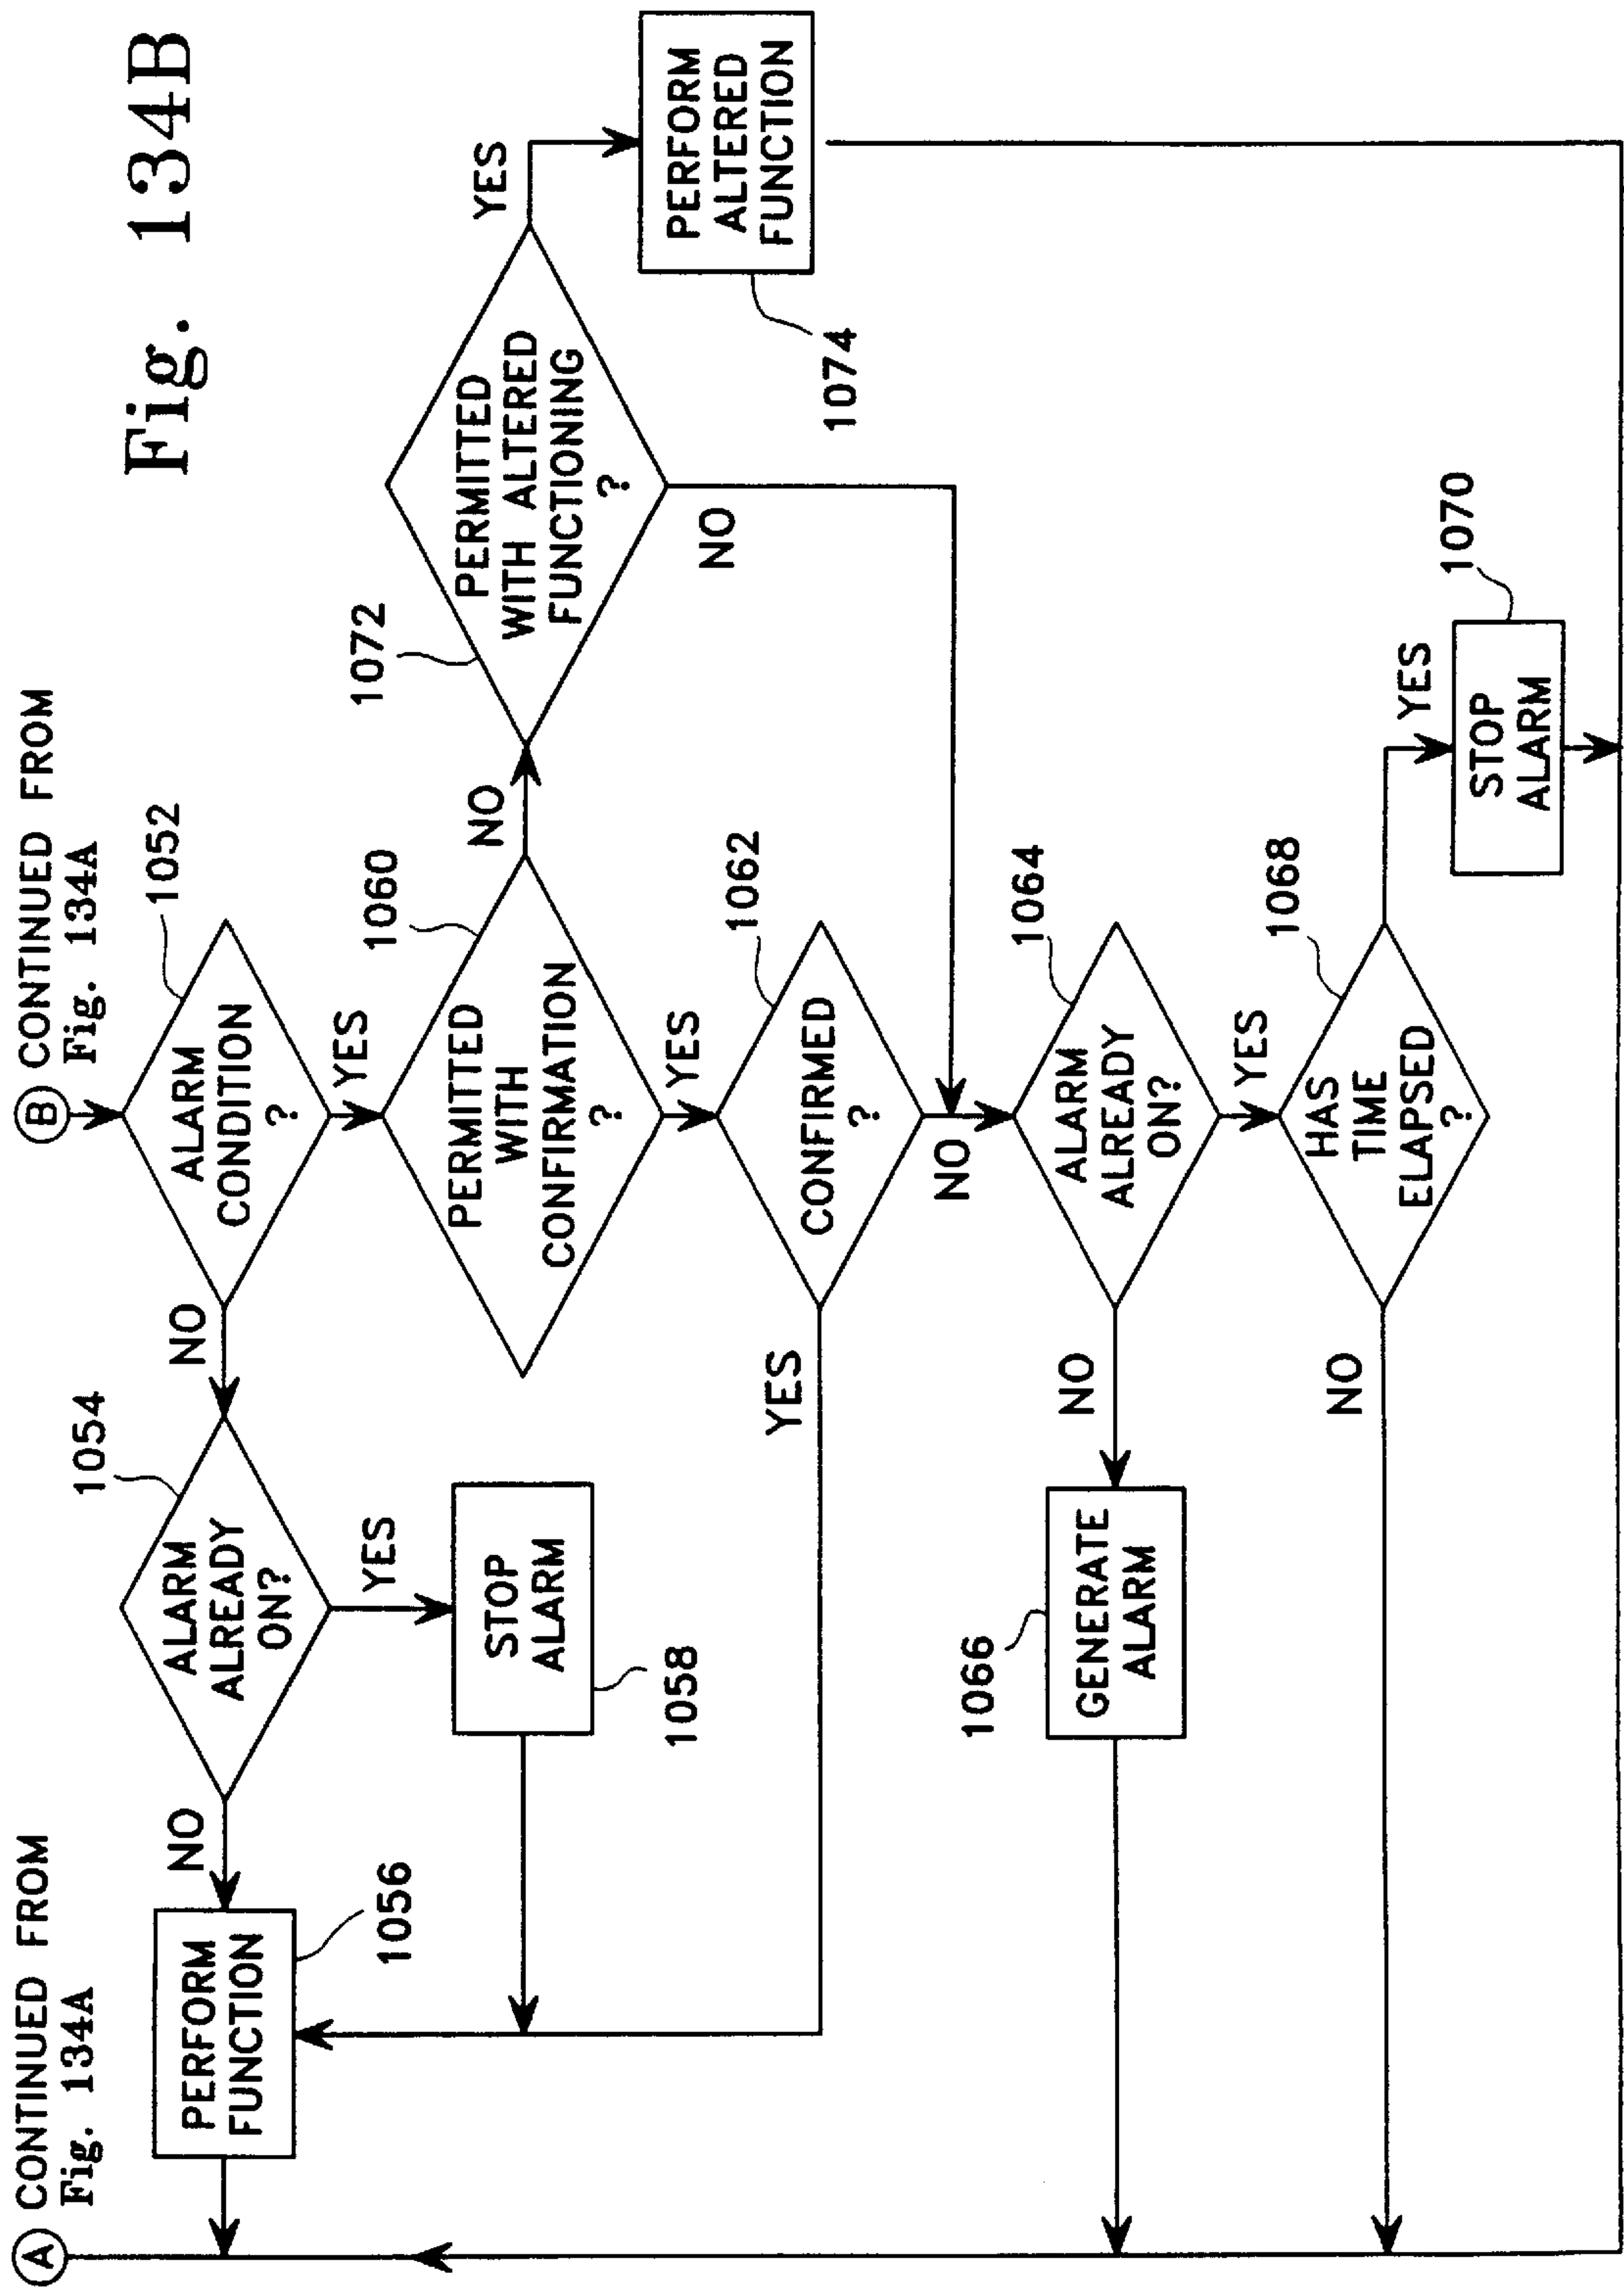 Fig. 134B
A CONTINUED FROM
Fig. 134A
B CONTINUED FROM
Fig. 134A
1052
ALARM
CONDITION
?
NO
YES
1054
ALARM
ALREADY
ON?
NO
YES
PERFORM
FUNCTION
1056
STOP
ALARM
1058
1060
PERMITTED
WITH
CONFIRMATION
?
NO
YES
1072
PERMITTED
WITH ALTERED
FUNCTIONING
?
YES
NO
PERFORM
ALTERED
FUNCTION
1074
1062
CONFIRMED
?
YES
NO
1064
ALARM
ALREADY
ON?
NO
YES
1066
GENERATE
ALARM
1068
HAS
TIME
ELAPSED
?
NO
YES
STOP
ALARM
1070